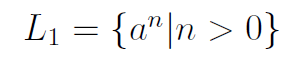 L₁ = {aⁿ|n > 0}